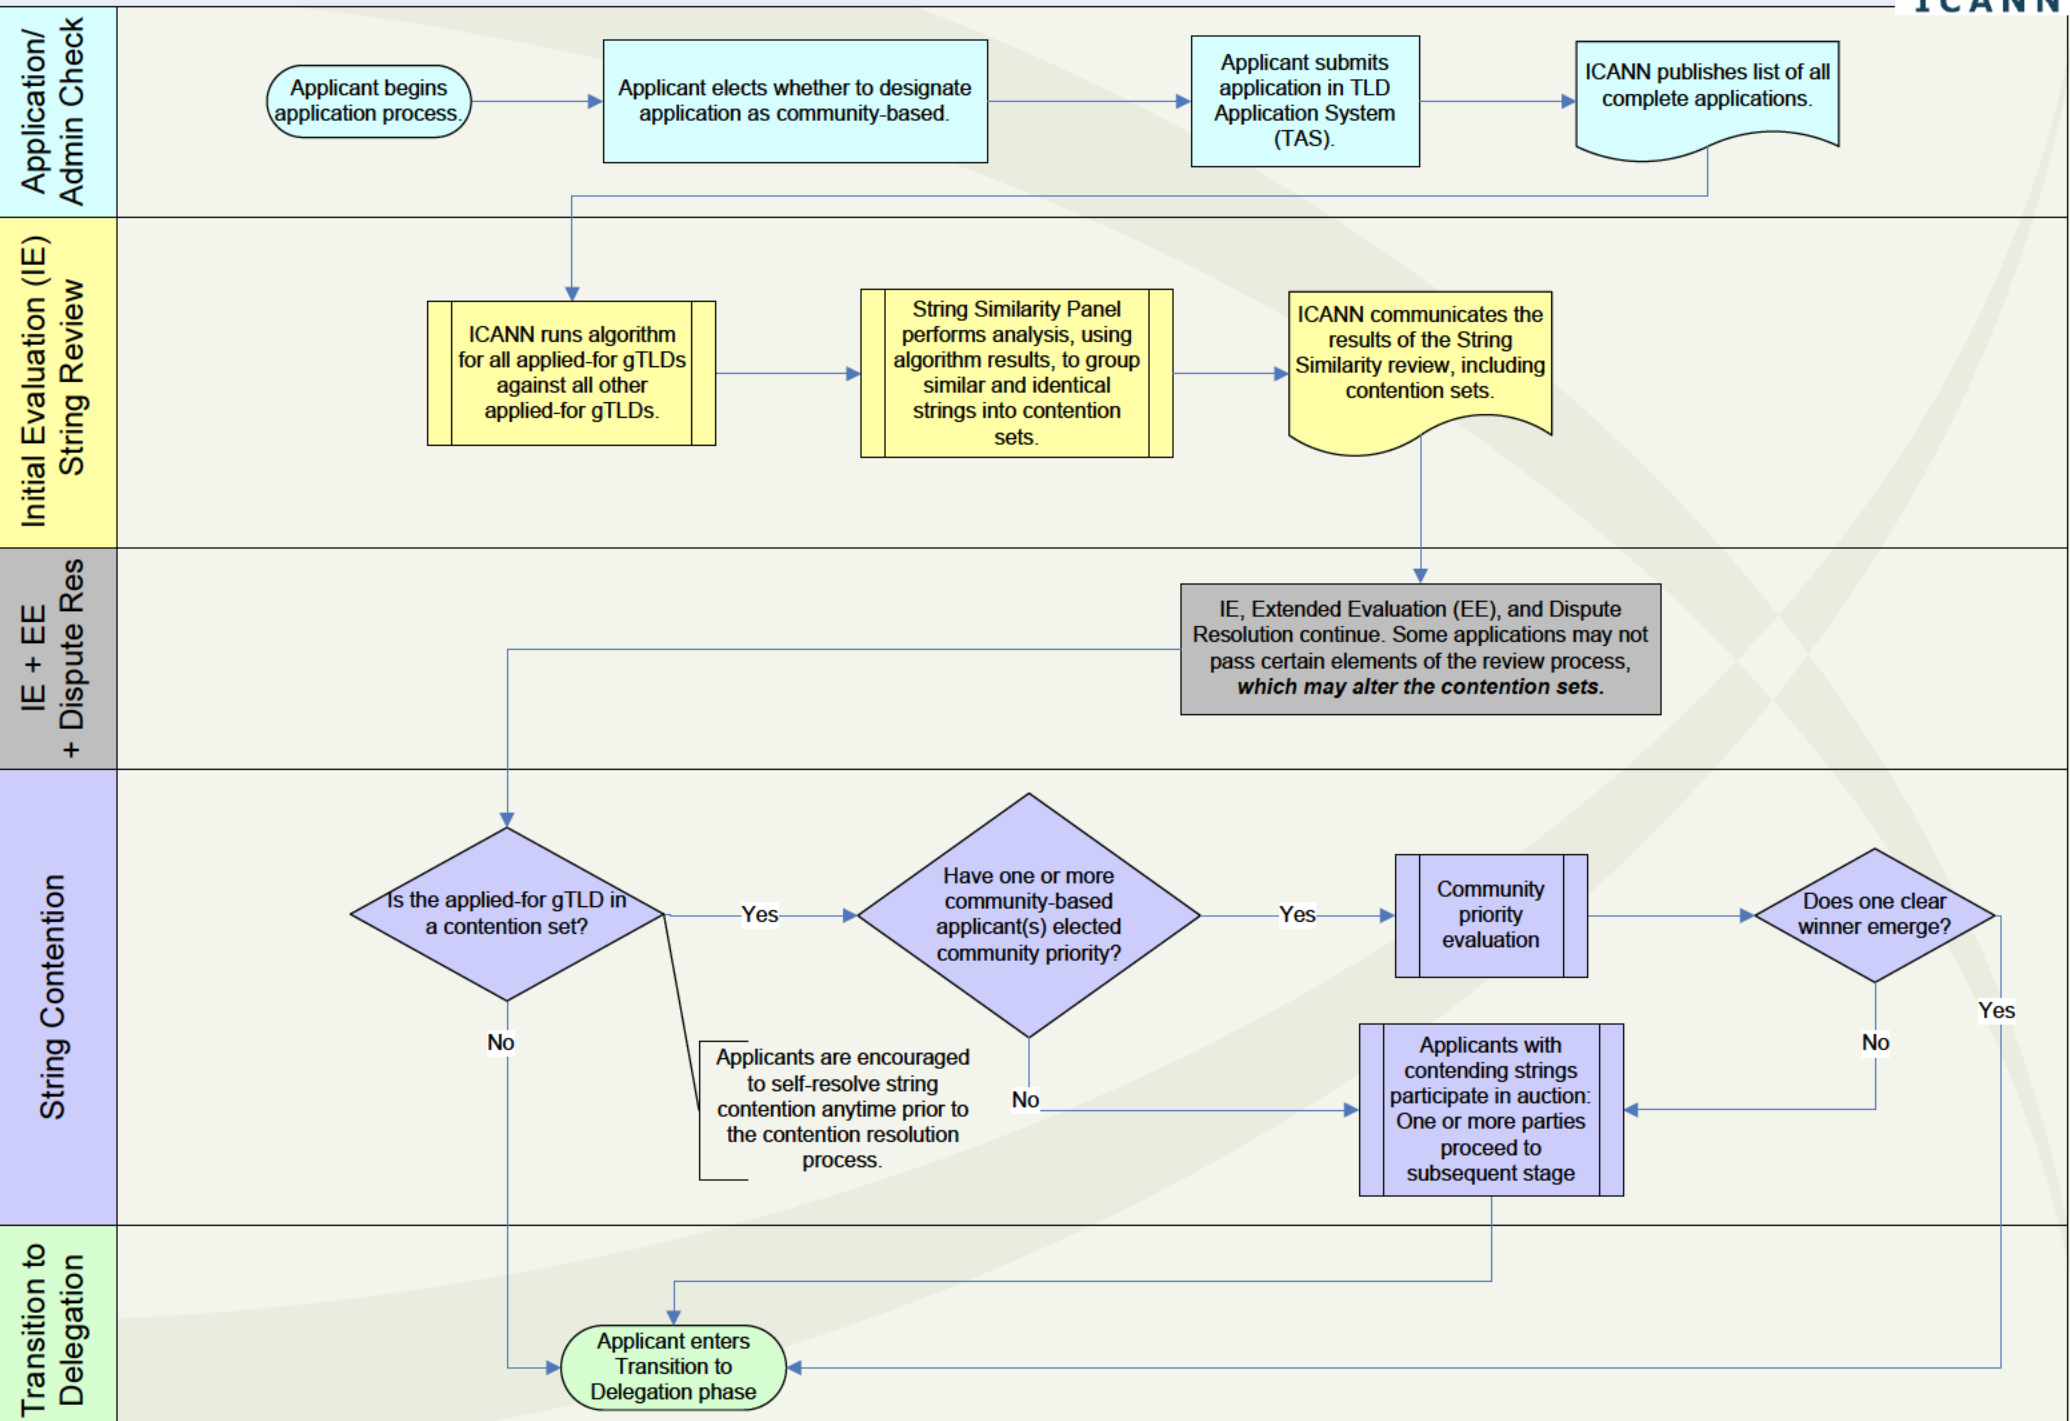 ICANN
Application/
Admin Check
Applicant begins
application process.
Applicant elects whether to designate
application as community-based.
Applicant submits
application in TLD
Application System
(TAS).
ICANN publishes list of all
complete applications.
Initial Evaluation (IE)
String Review
ICANN runs algorithm
for all applied-for gTLDs
against all other
applied-for gTLDs.
String Similarity Panel
performs analysis, using
algorithm results, to group
similar and identical
strings into contention
sets.
ICANN communicates the
results of the String
Similarity review, including
contention sets.
IE + EE
+ Dispute Res
IE, Extended Evaluation (EE), and Dispute
Resolution continue. Some applications may not
pass certain elements of the review process,
which may alter the contention sets.
String Contention
Is the applied-for gTLD in
a contention set?
Yes
Have one or more
community-based
applicant(s) elected
community priority?
Yes
Community
priority
evaluation
Does one clear
winner emerge?
Yes
No
No
Applicants are encouraged
to self-resolve string
contention anytime prior to
the contention resolution
process.
No
Applicants with
contending strings
participate in auction:
One or more parties
proceed to
subsequent stage
Transition to
Delegation
Applicant enters
Transition to
Delegation phase